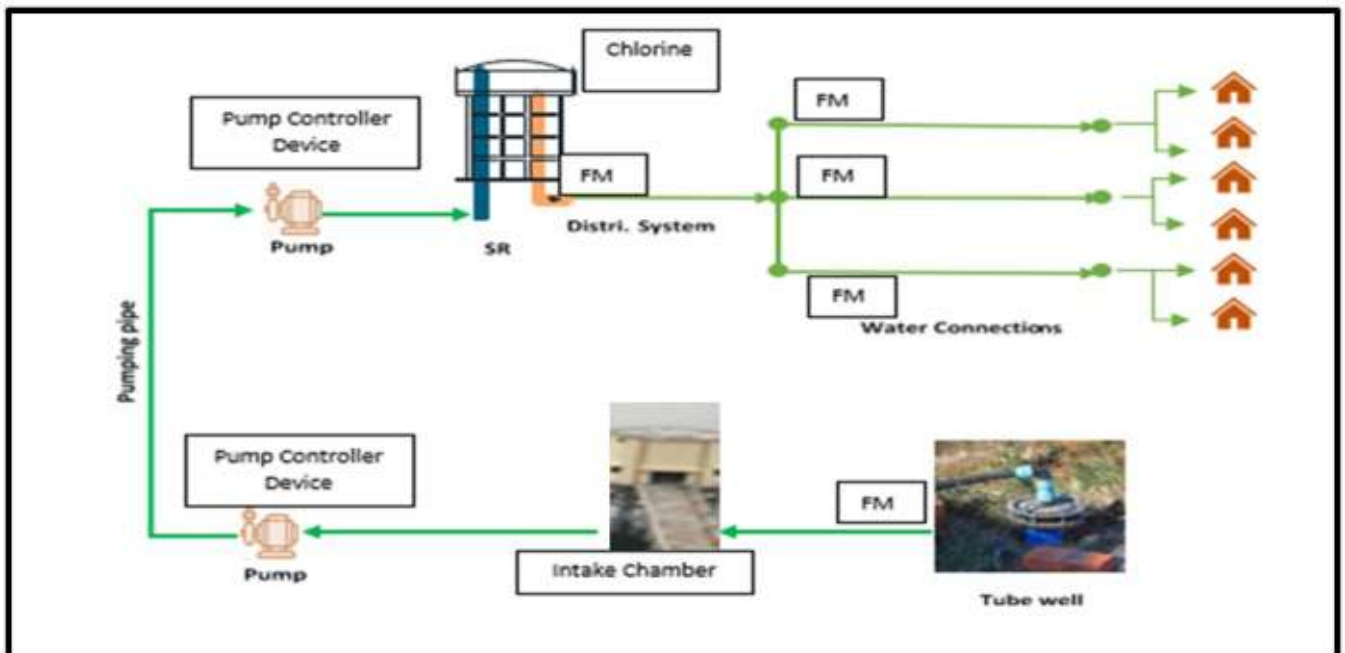 Chlorine
FM
Pump Controller
Device
FM
FM
Pump
Distri. System
SR
FM
Water Connections
Pumping pipe
Pump Controller
Device
FM
Pump
Intake Chamber
Tube well